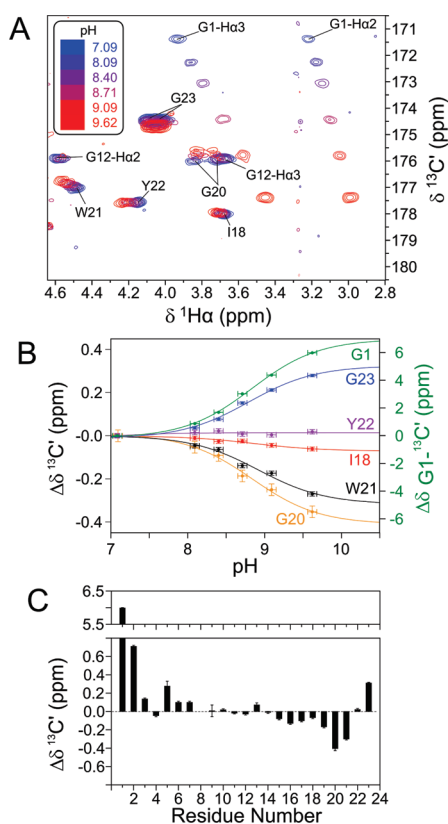 A
pH
7.09
8.09
8.40
8.71
9.09
9.62
G1-Hα3
G1-Hα2
G23
G12-Hα2
G12-Hα3
G20
W21
Y22
I18
171
172
173
174
175
176
177
178
179
180
δ ¹³C' (ppm)
4.6 4.4 4.2 4.0 3.8 3.6 3.4 3.2 3.0 2.8
δ ¹Hα (ppm)
B
0.4
0.2
-0.0
-0.2
-0.4
Δδ ¹³C' (ppm)
G1
G23
Y22
I18
W21
G20
6
4
2
0
-2
-4
-6
Δδ G1-¹³C' (ppm)
7 8 9 10
pH
C
6.5
5.5
0.6
0.4
0.2
0.0
-0.2
-0.4
-0.6
Δδ ¹³C' (ppm)
2 4 6 8 10 12 14 16 18 20 22 24
Residue Number